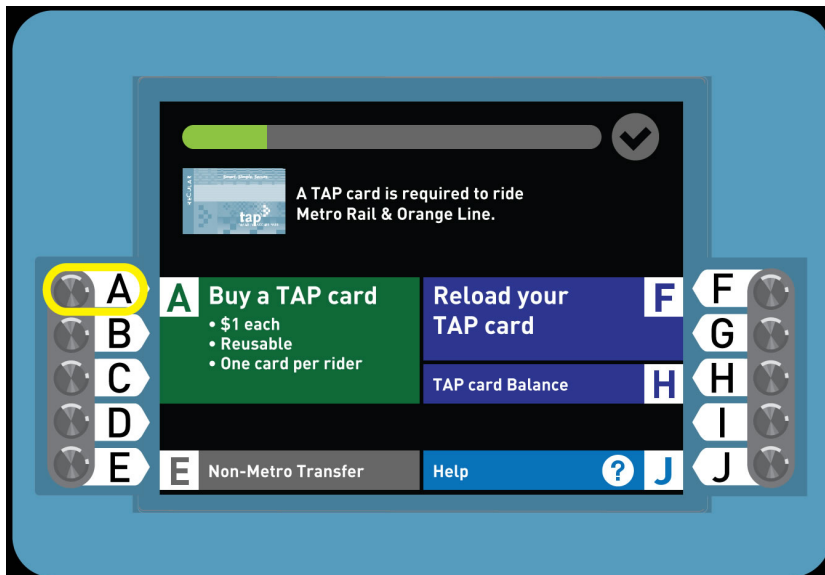 A TAP card is required to ride
Metro Rail & Orange Line.
tap
A
B
C
D
E
A Buy a TAP card
• $1 each
• Reusable
• One card per rider
E Non-Metro Transfer
Reload your F
TAP card
TAP card Balance H
Help ? J
F
G
H
I
J